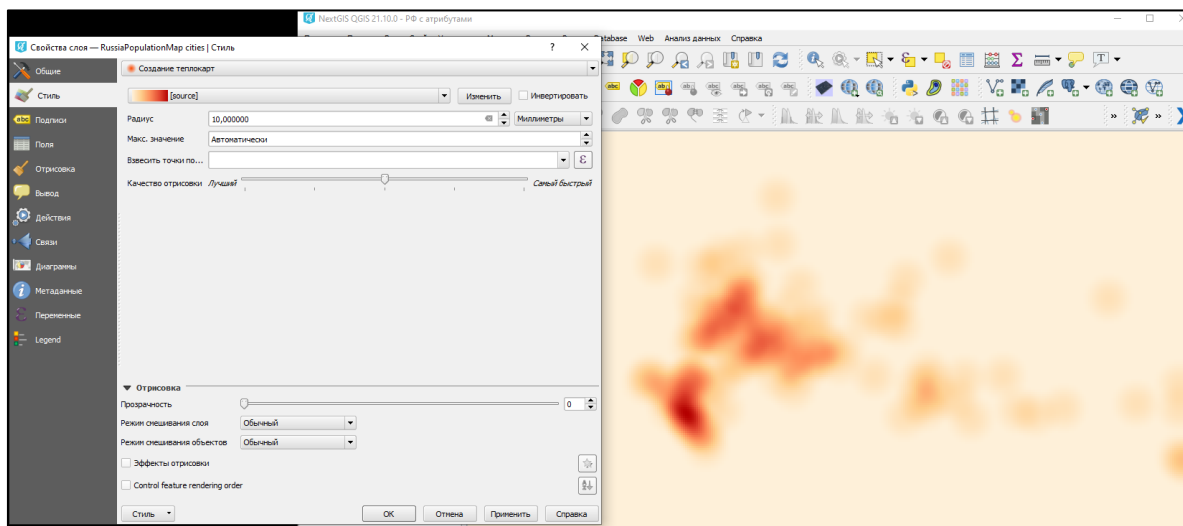 NextGIS QGIS 21.10.0 - РФ с атрибутами
Свойства слоя — RussiaPopulationMap cities | Стиль
tabase Web Анализ данных Справка
Общие
Стиль
Подписи
Поля
Отрисовка
Вывод
Действия
Связи
Диаграммы
Метаданные
Переменные
Legend
Создание теплокарт
[source] Изменить Инвертировать
Радиус 10,000000 Миллиметры
Макс. значение Автоматически
Взвесить точки по... ε
Качество отрисовки Лучший Самый быстрый
Отрисовка
Прозрачность 0
Режим смешивания слоя Обычный
Режим смешивания объектов Обычный
Эффекты отрисовки
Control feature rendering order
Стиль OK Отмена Применить Справка